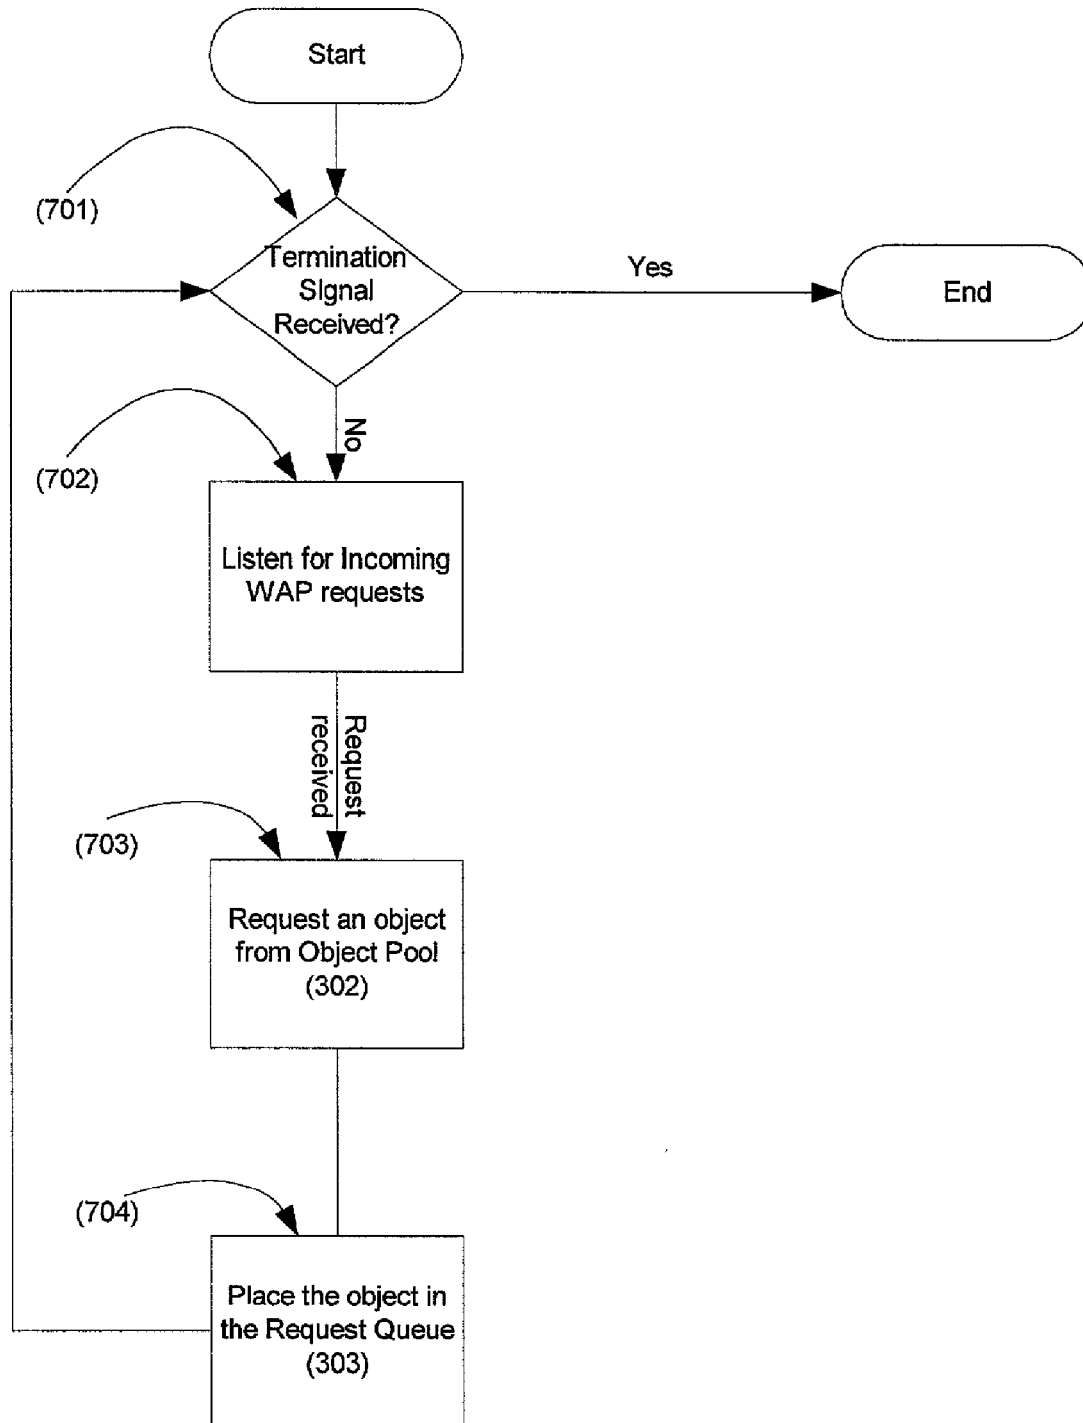 Start
(701)
Termination
SIgnal
Received?
Yes
End
No
(702)
Listen for Incoming
WAP requests
Request
received
(703)
Request an object
from Object Pool
(302)
(704)
Place the object in
the Request Queue
(303)